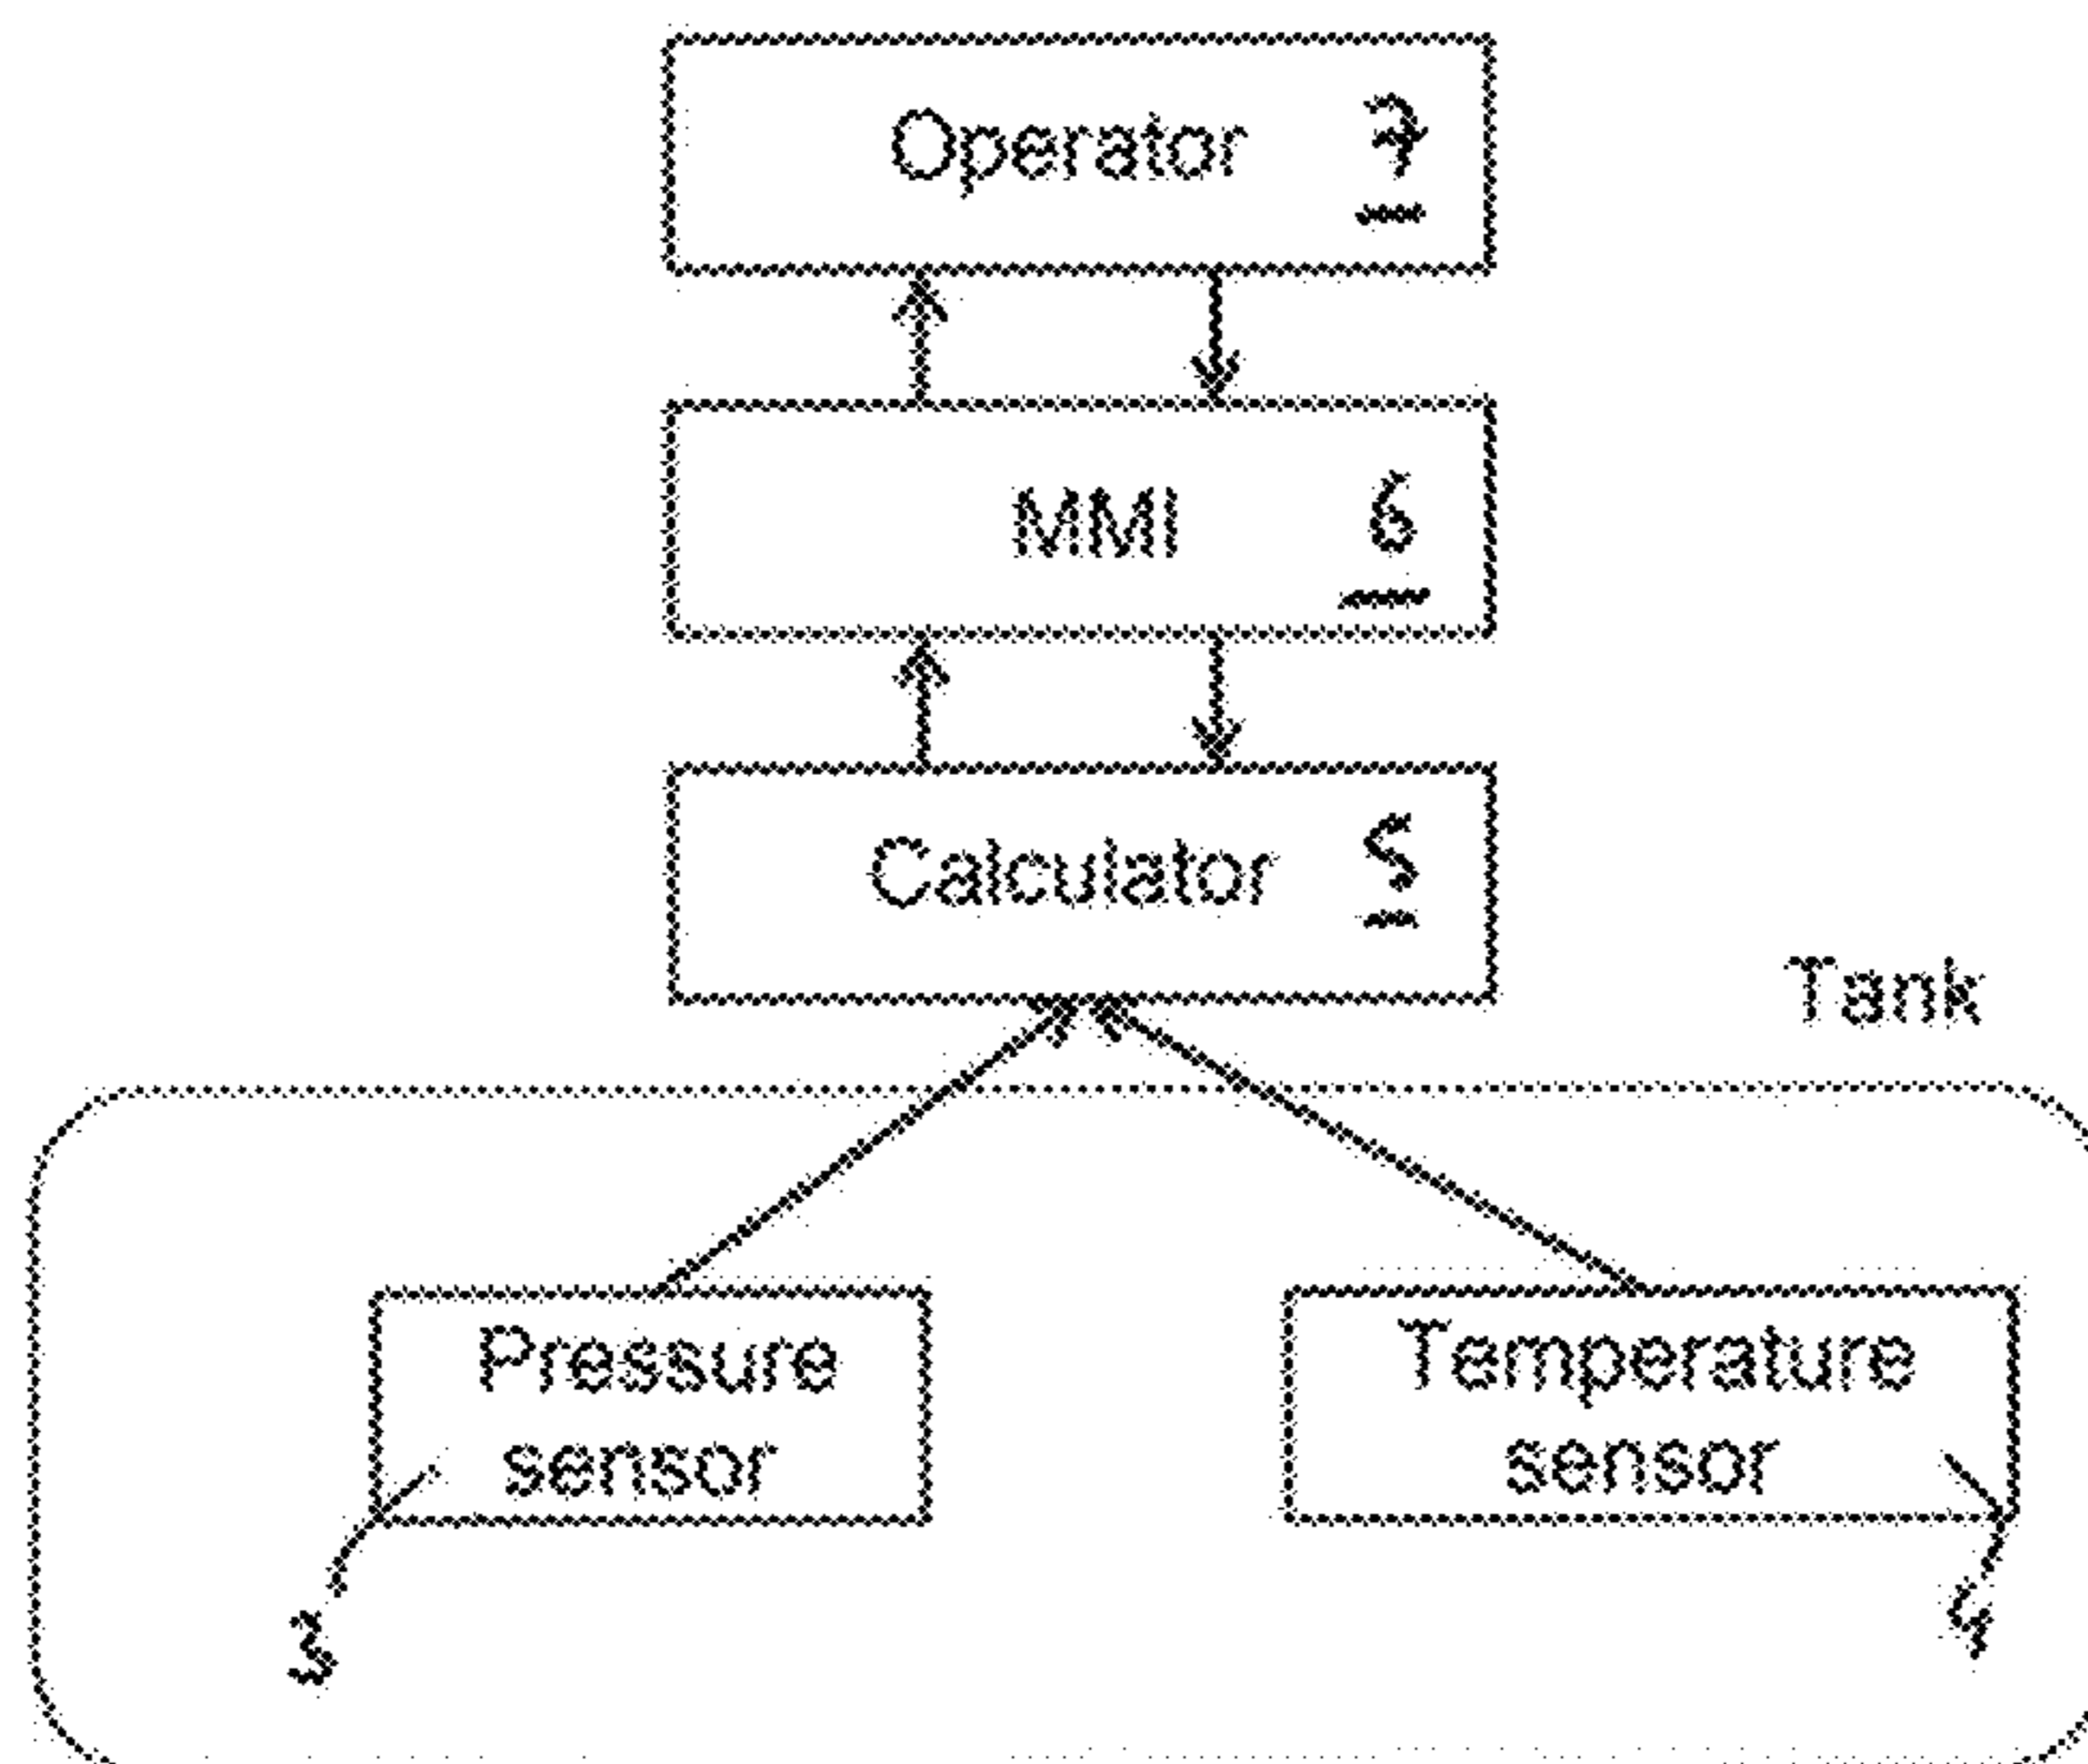 Operator 7
MMI 6
Calculator 5
Tank
Pressure
sensor
Temperature
sensor
3
4